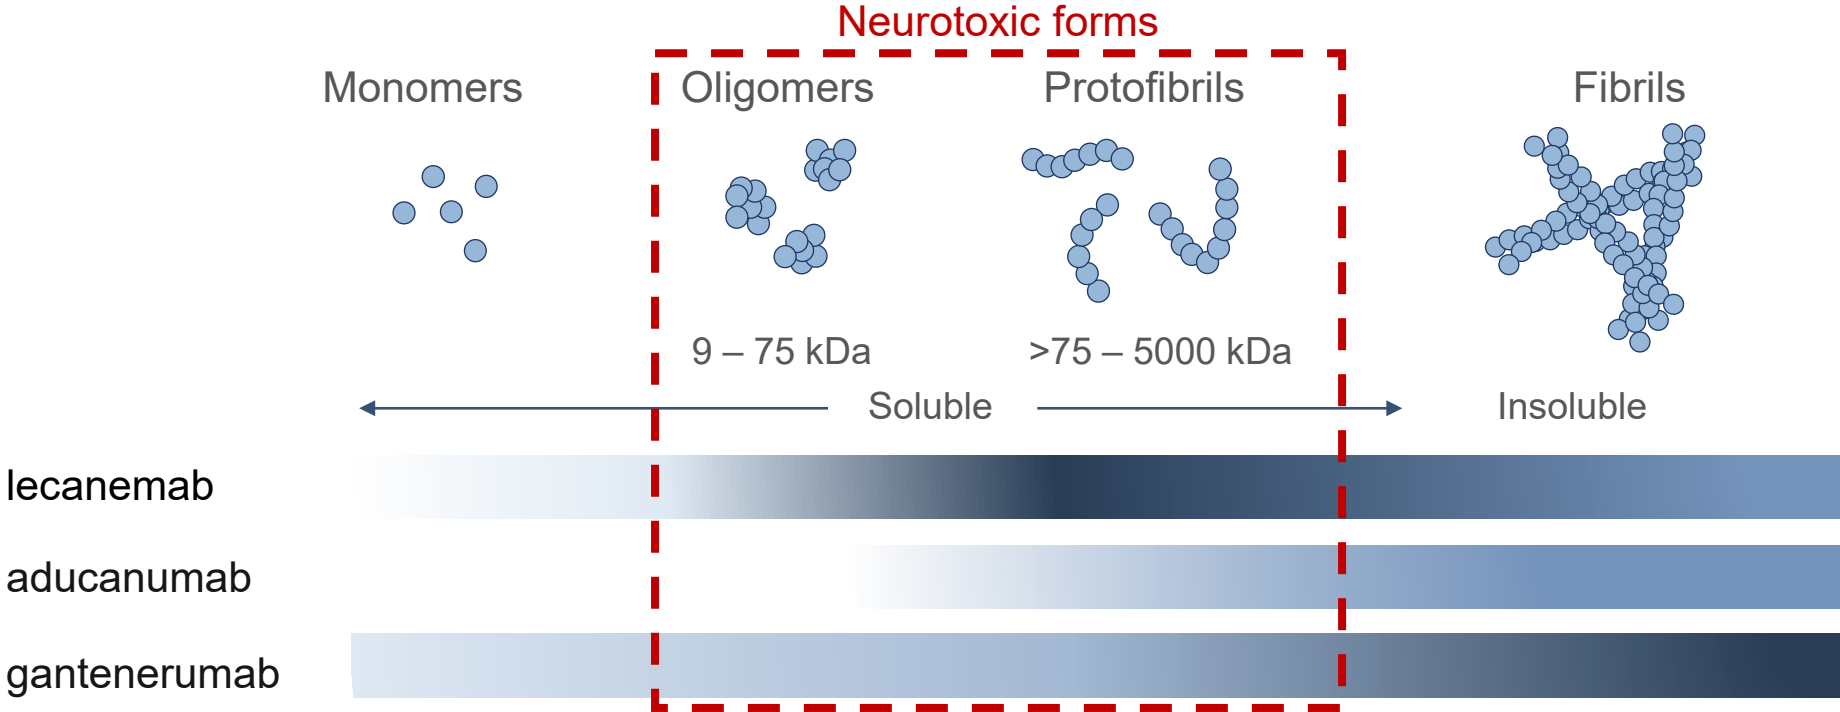 Neurotoxic forms
Monomers
Oligomers
Protofibrils
Fibrils
9 – 75 kDa
>75 – 5000 kDa
Soluble
Insoluble
lecanemab
aducanumab
gantenerumab